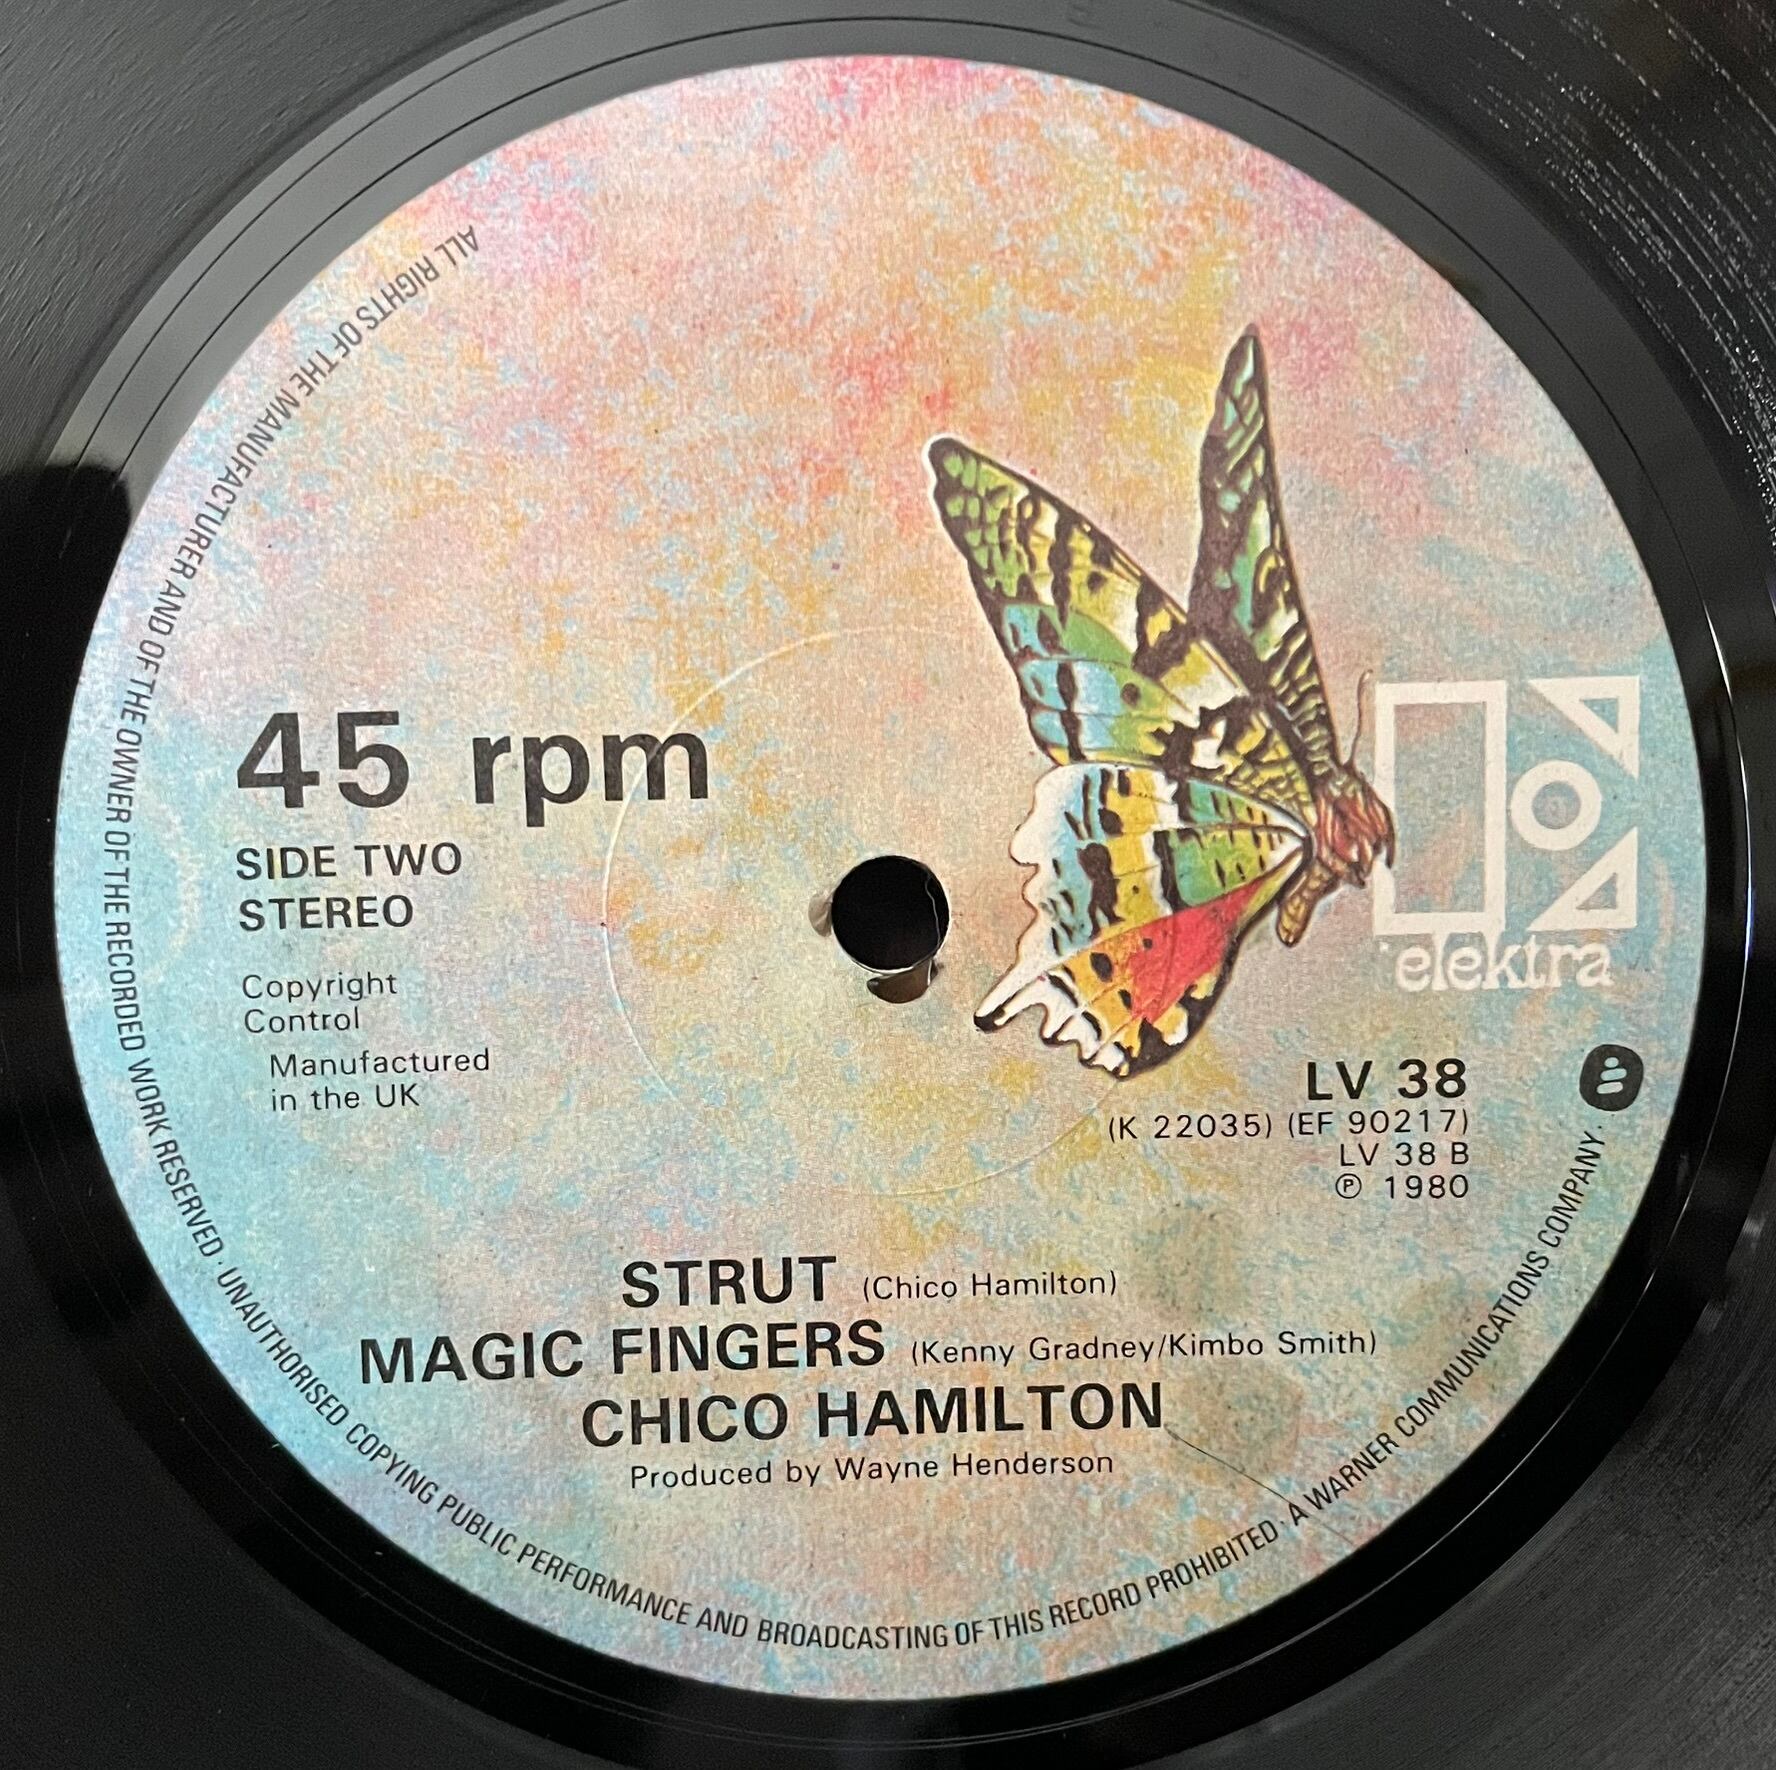 45 rpm
SIDE TWO
STEREO
Copyright
Control
Manufactured
in the UK
elektra
LV 38
(K 22035) (EF 90217)
LV 38 B
℗ 1980
STRUT (Chico Hamilton)
MAGIC FINGERS (Kenny Gradney/Kimbo Smith)
CHICO HAMILTON
Produced by Wayne Henderson
ALL RIGHTS OF THE MANUFACTURER AND OF THE OWNER OF THE RECORDED WORK RESERVED · UNAUTHORISED COPYING PUBLIC PERFORMANCE AND BROADCASTING OF THIS RECORD PROHIBITED · A WARNER COMMUNICATIONS COMPANY.